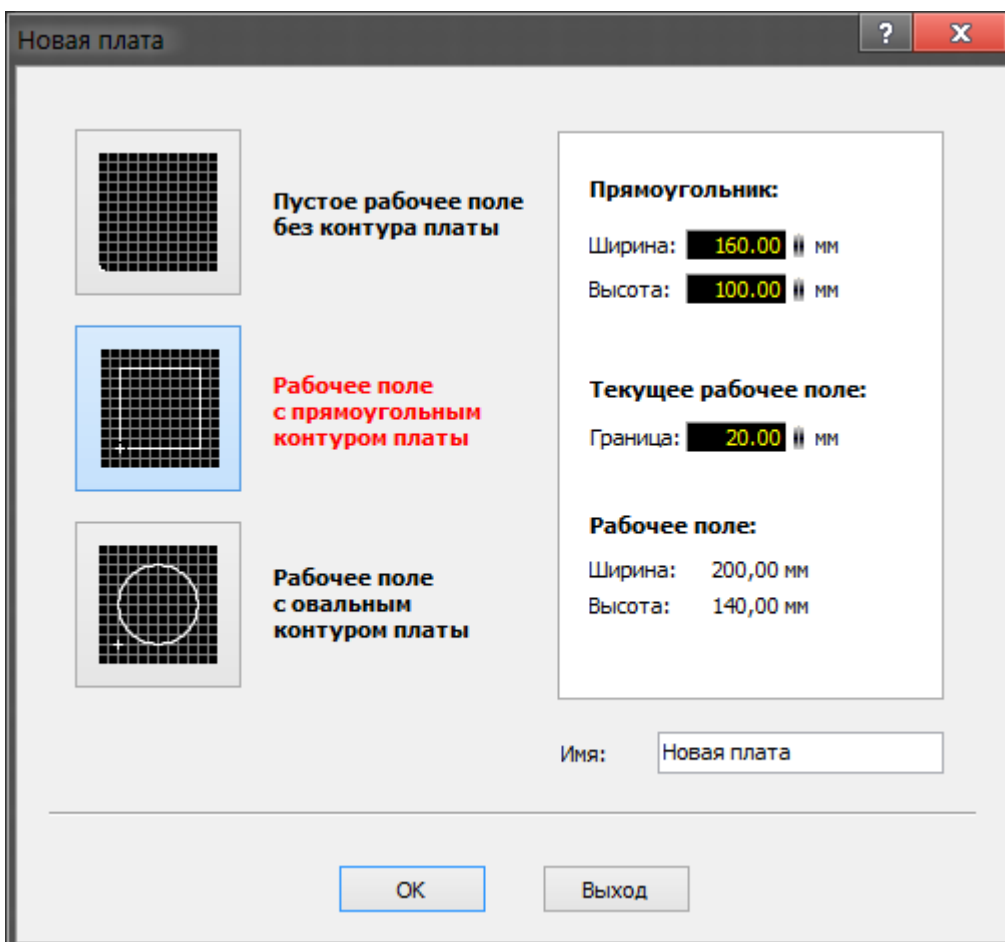 Новая плата
?
x
Пустое рабочее поле
без контура платы
Рабочее поле
с прямоугольным
контуром платы
Рабочее поле
с овальным
контуром платы
Прямоугольник:
Ширина: 160.00 мм
Высота: 100.00 мм
Текущее рабочее поле:
Граница: 20.00 мм
Рабочее поле:
Ширина: 200,00 мм
Высота: 140,00 мм
Имя: Новая плата
OK Выход